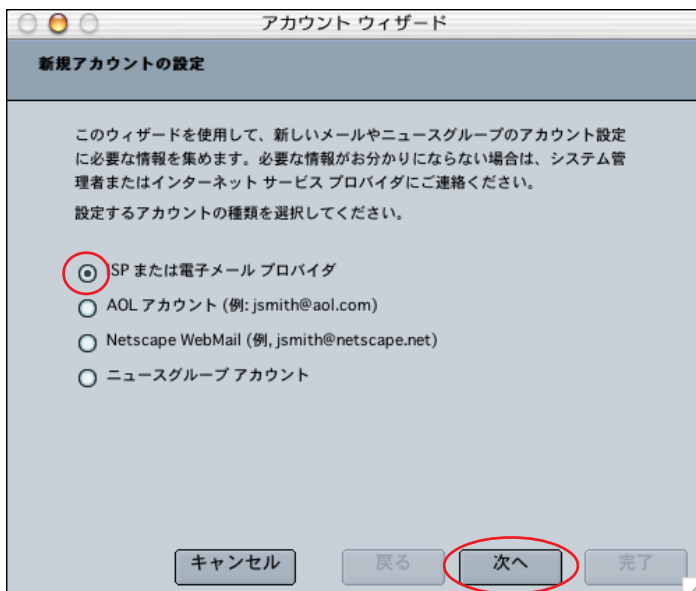 アカウント ウィザード
新規アカウントの設定
このウィザードを使用して、新しいメールやニュースグループのアカウント設定
に必要な情報を集めます。必要な情報がお分かりにならない場合は、システム管
理者またはインターネット サービス プロバイダにご連絡ください。
設定するアカウントの種類を選択してください。
ISP または電子メール プロバイダ
AOL アカウント (例: jsmith@aol.com)
Netscape WebMail (例, jsmith@netscape.net)
ニュースグループ アカウント
キャンセル 戻る 次へ 完了